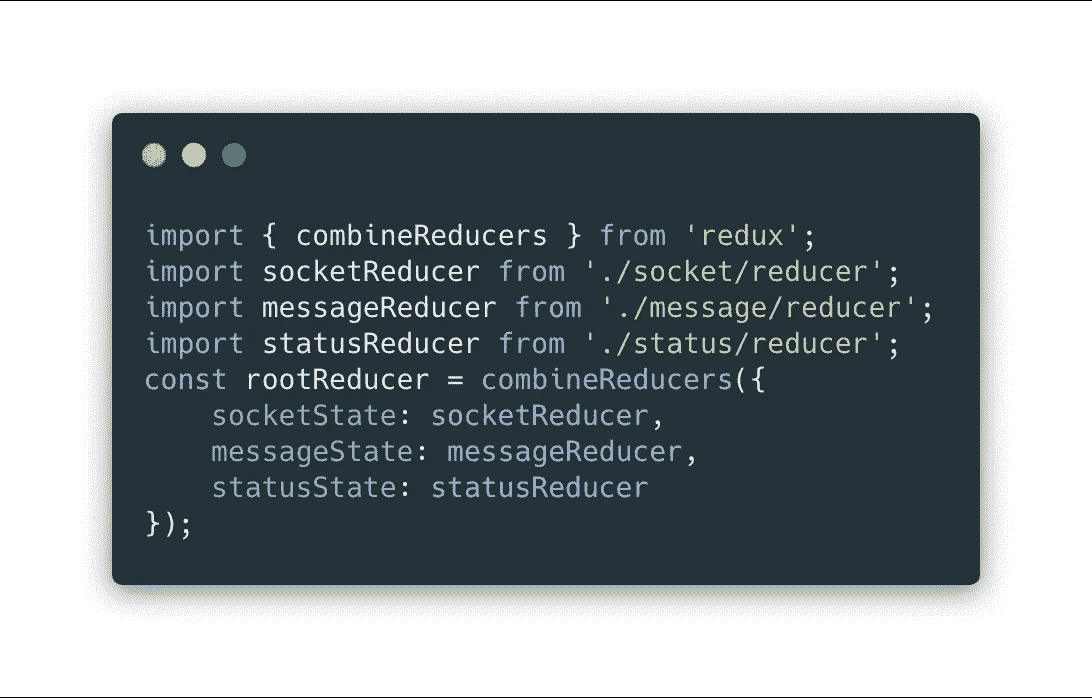 import { combineReducers } from 'redux';
import socketReducer from './socket/reducer';
import messageReducer from './message/reducer';
import statusReducer from './status/reducer';
const rootReducer = combineReducers({
    socketState: socketReducer,
    messageState: messageReducer,
    statusState: statusReducer
});